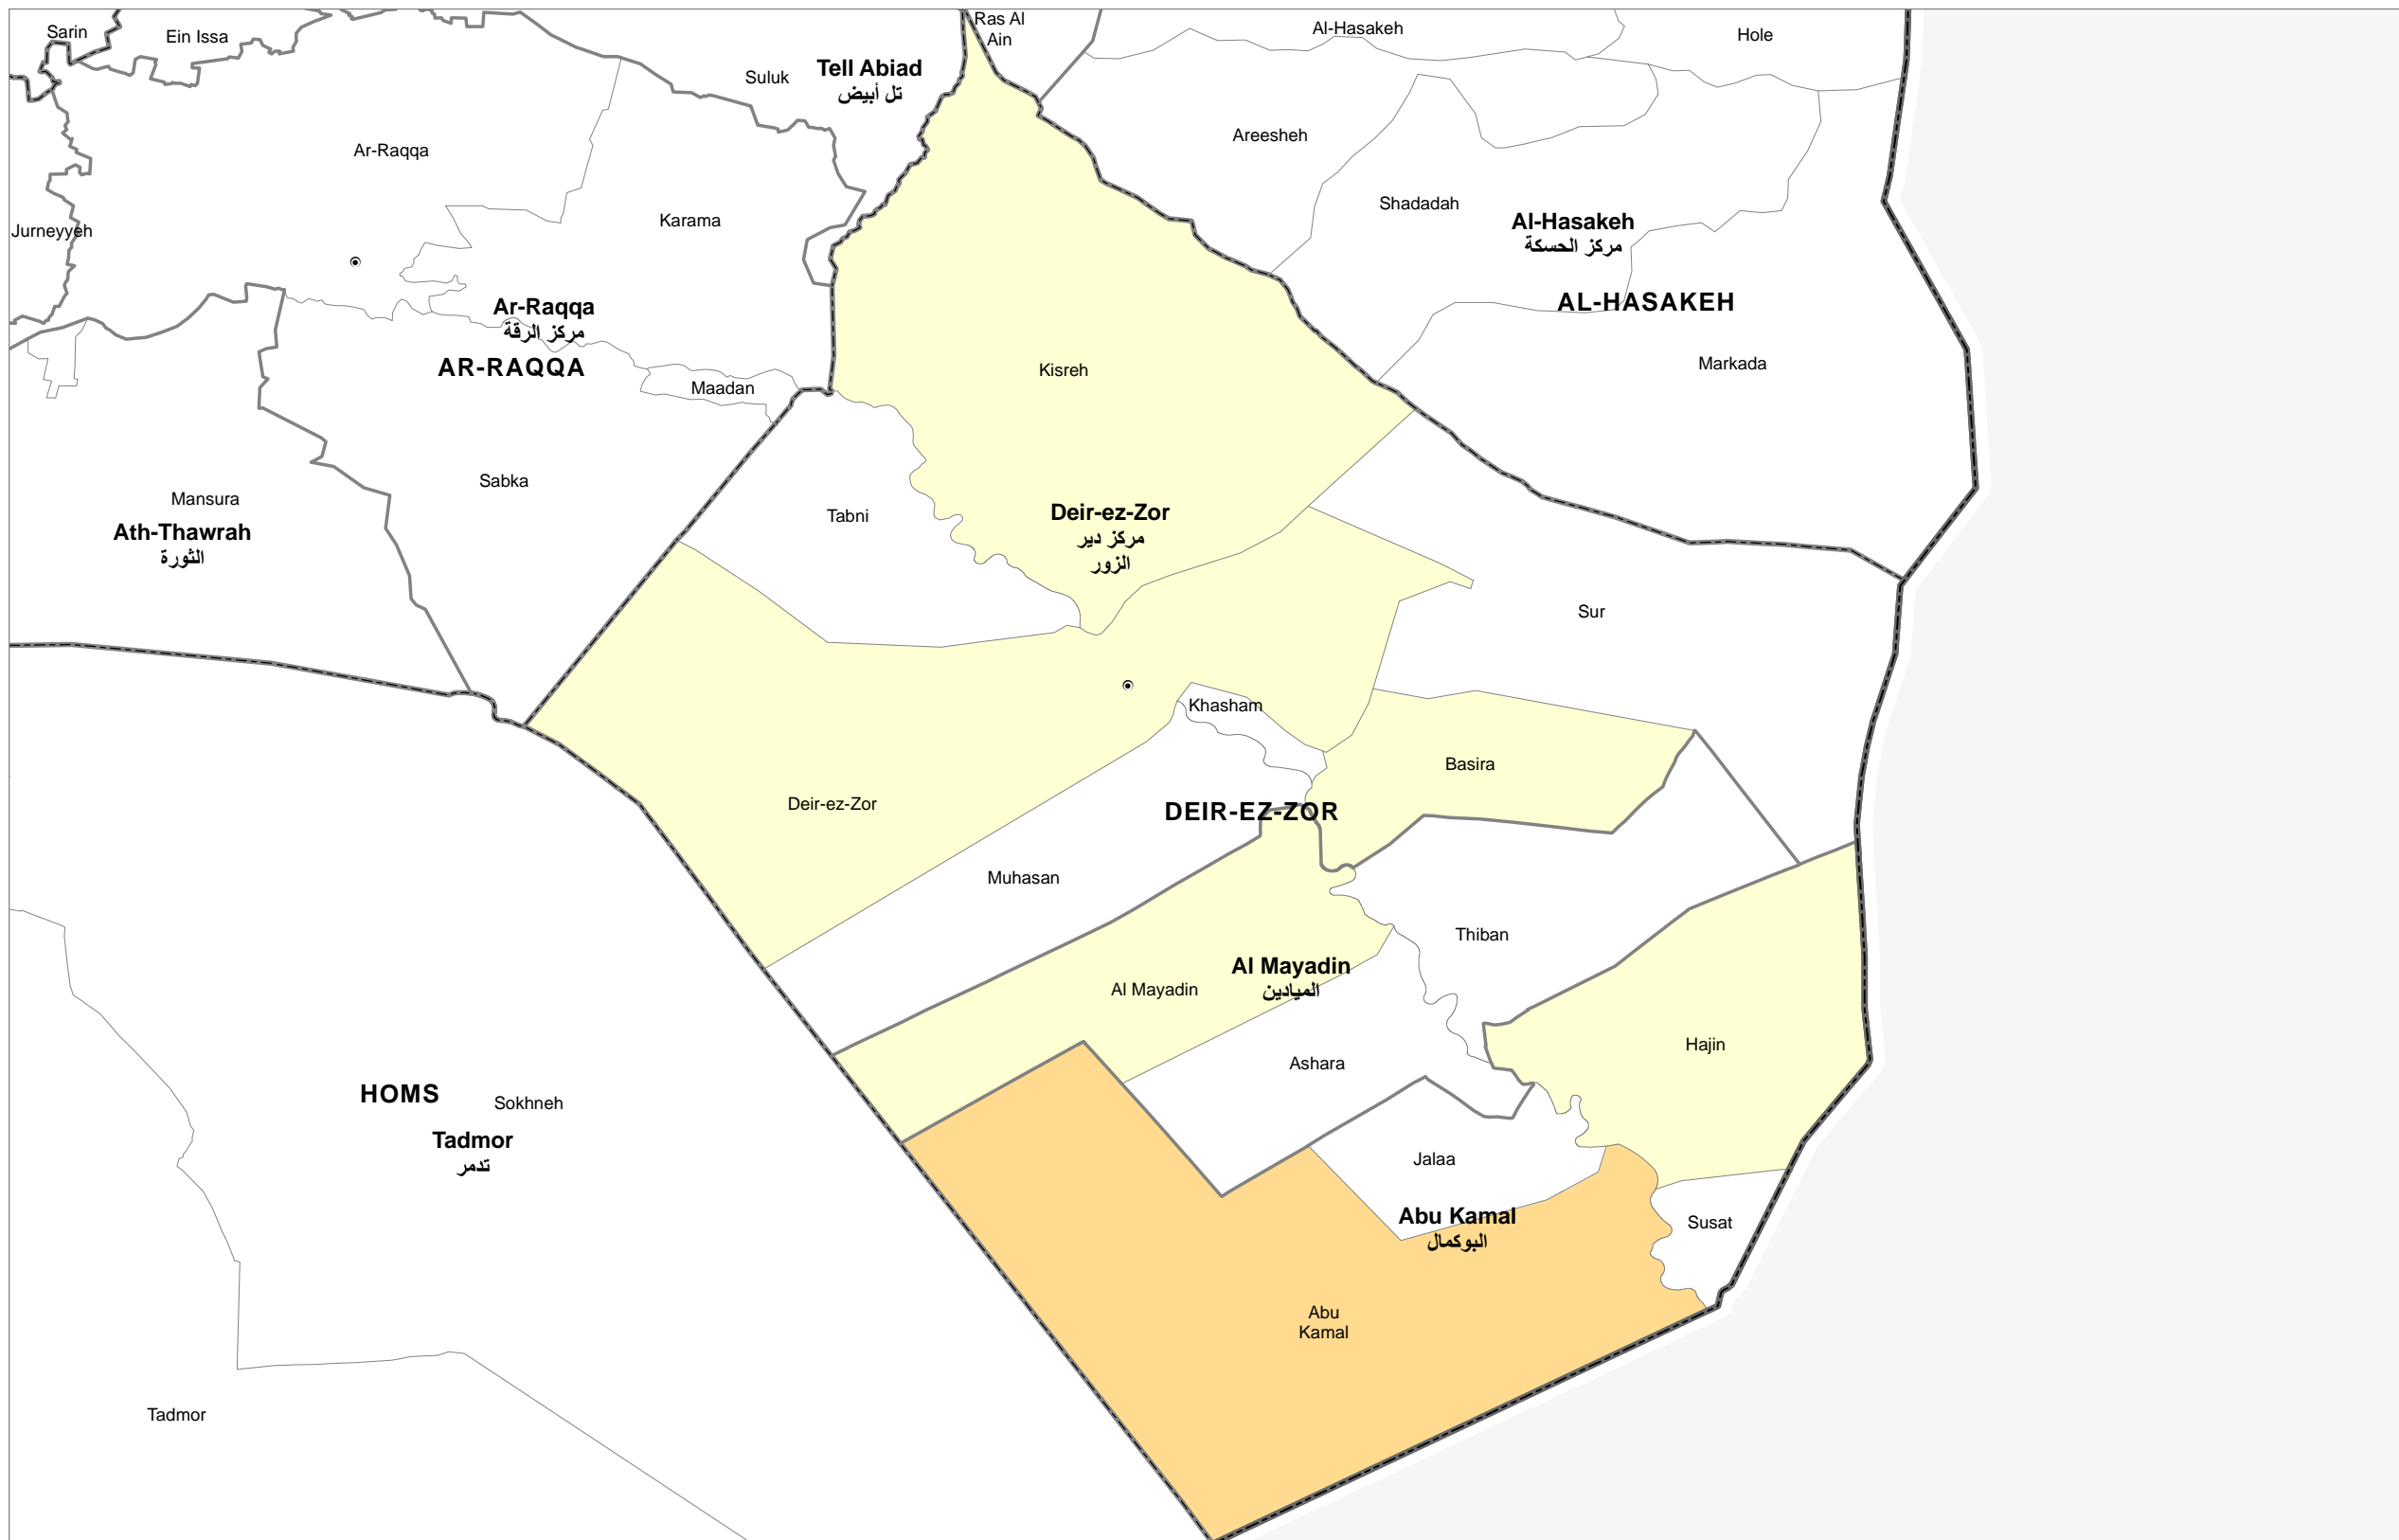 Sarin
Ein Issa
Ras Al
Ain
Al-Hasakeh
Hole
Suluk
Tell Abiad
تل أبيض
Ar-Raqqa
Areesheh
Jurneyyeh
Karama
Shadadah
Al-Hasakeh
مركز الحسكة
AL-HASAKEH
Ar-Raqqa
مركز الرقة
AR-RAQQA
Maadan
Kisreh
Markada
Mansura
Ath-Thawrah
الثورة
Sabka
Tabni
Deir-ez-Zor
مركز دير
الزور
Sur
Khasham
Basira
Deir-ez-Zor
DEIR-EZ-ZOR
Muhasan
Thiban
Al Mayadin
Al Mayadin
الميادين
Hajin
Ashara
HOMS
Sokhneh
Tadmor
تدمر
Jalaa
Abu Kamal
البوكمال
Susat
Abu
Kamal
Tadmor